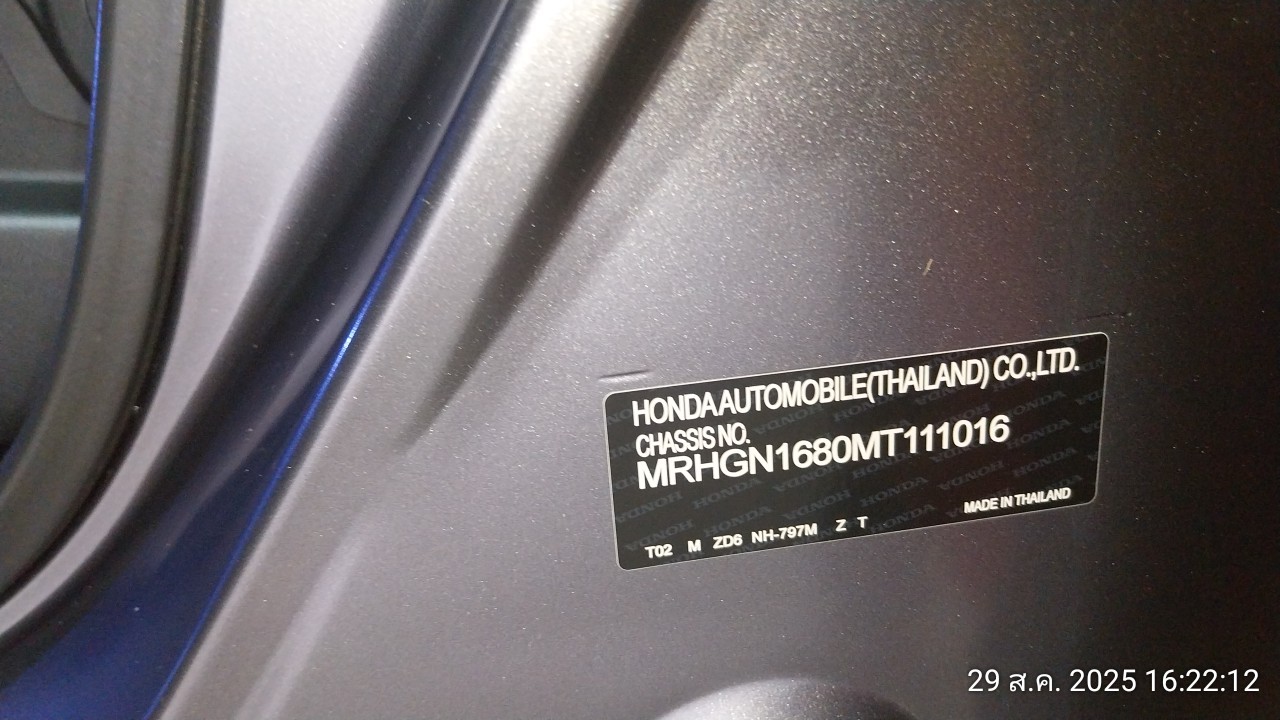 HONDA AUTOMOBILE(THAILAND) CO.,LTD.
CHASSIS NO.
MRHGN1680MT111016
T02 M ZD6 NH-797M Z T
MADE IN THAILAND
29 ส.ค. 2025 16:22:12